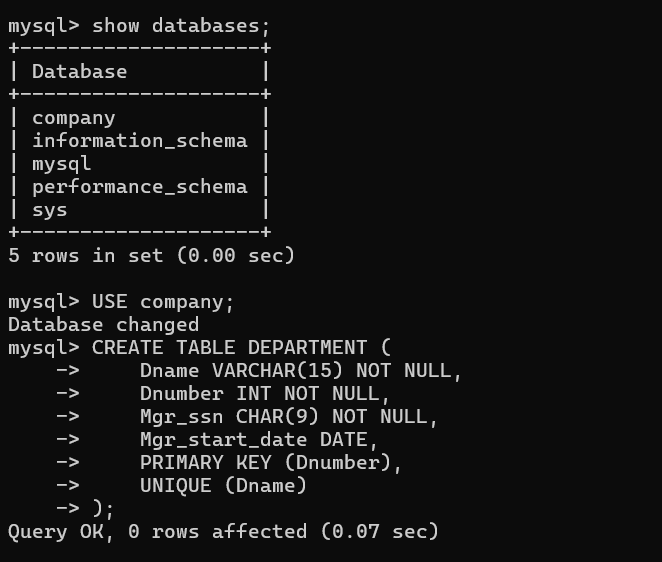 mysql> show databases;
+--------------------+
| Database           |
+--------------------+
| company            |
| information_schema |
| mysql              |
| performance_schema |
| sys                |
+--------------------+
5 rows in set (0.00 sec)

mysql> USE company;
Database changed
mysql> CREATE TABLE DEPARTMENT (
    ->     Dname VARCHAR(15) NOT NULL,
    ->     Dnumber INT NOT NULL,
    ->     Mgr_ssn CHAR(9) NOT NULL,
    ->     Mgr_start_date DATE,
    ->     PRIMARY KEY (Dnumber),
    ->     UNIQUE (Dname)
    -> );
Query OK, 0 rows affected (0.07 sec)